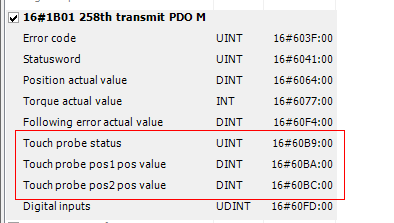 16#1B01 258th transmit PDO M
Error code UINT 16#603F:00
Statusword UINT 16#6041:00
Position actual value DINT 16#6064:00
Torque actual value INT 16#6077:00
Following error actual value DINT 16#60F4:00
Touch probe status UINT 16#60B9:00
Touch probe pos1 pos value DINT 16#60BA:00
Touch probe pos2 pos value DINT 16#60BC:00
Digital inputs UDINT 16#60FD:00